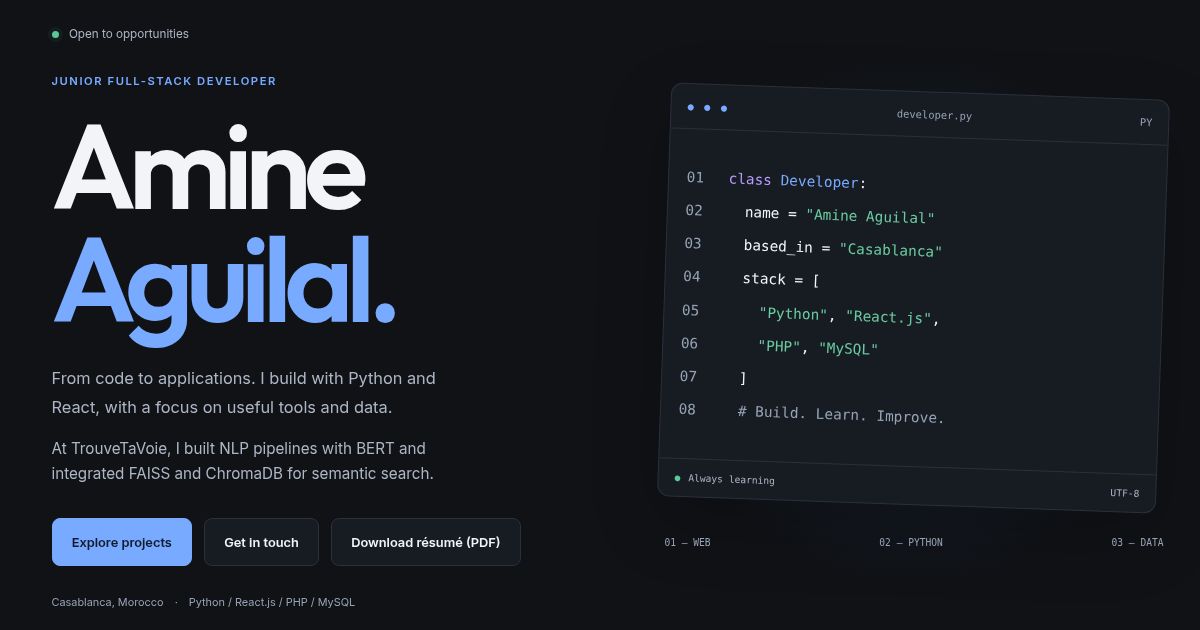 Open to opportunities
JUNIOR FULL-STACK DEVELOPER
Amine
Aguilal.
From code to applications. I build with Python and
React, with a focus on useful tools and data.
At TrouveTaVoie, I built NLP pipelines with BERT and
integrated FAISS and ChromaDB for semantic search.
Explore projects
Get in touch
Download résumé (PDF)
Casablanca, Morocco · Python / React.js / PHP / MySQL
developer.py
PY
01 class Developer:
02 name = "Amine Aguilal"
03 based_in = "Casablanca"
04 stack = [
05 "Python", "React.js",
06 "PHP", "MySQL"
07 ]
08 # Build. Learn. Improve.
Always learning
UTF-8
01 — WEB
02 — PYTHON
03 — DATA